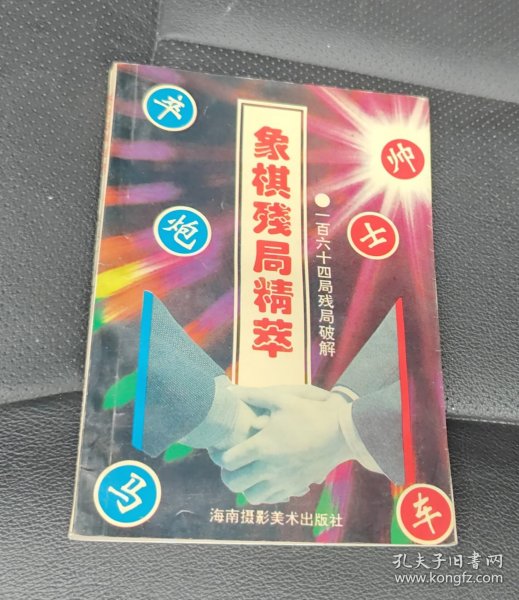 卒
帅
炮
士
象棋残局精萃
一百六十四局残局破解
马
车
海南摄影美术出版社
孔夫子旧书网
www.kongfz.com